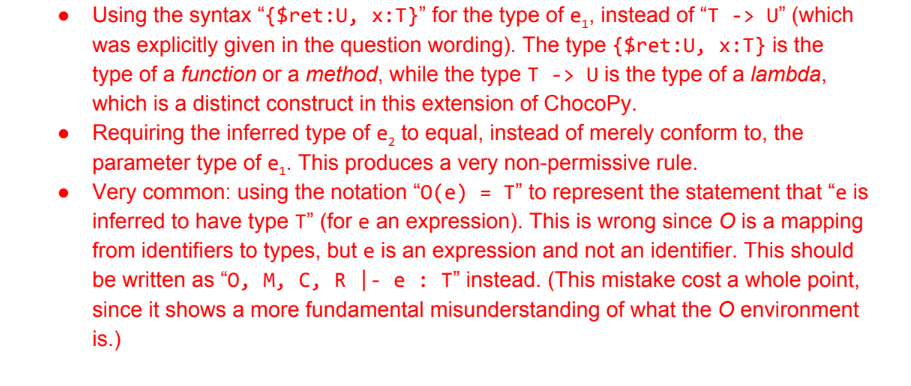 ● Using the syntax “{$ret:U, x:T}” for the type of e₁, instead of “T -> U” (which
was explicitly given in the question wording). The type {$ret:U, x:T} is the
type of a function or a method, while the type T -> U is the type of a lambda,
which is a distinct construct in this extension of ChocoPy.
● Requiring the inferred type of e₂ to equal, instead of merely conform to, the
parameter type of e₁. This produces a very non-permissive rule.
● Very common: using the notation “O(e) = T” to represent the statement that “e is
inferred to have type T” (for e an expression). This is wrong since O is a mapping
from identifiers to types, but e is an expression and not an identifier. This should
be written as “O, M, C, R |- e : T” instead. (This mistake cost a whole point,
since it shows a more fundamental misunderstanding of what the O environment
is.)